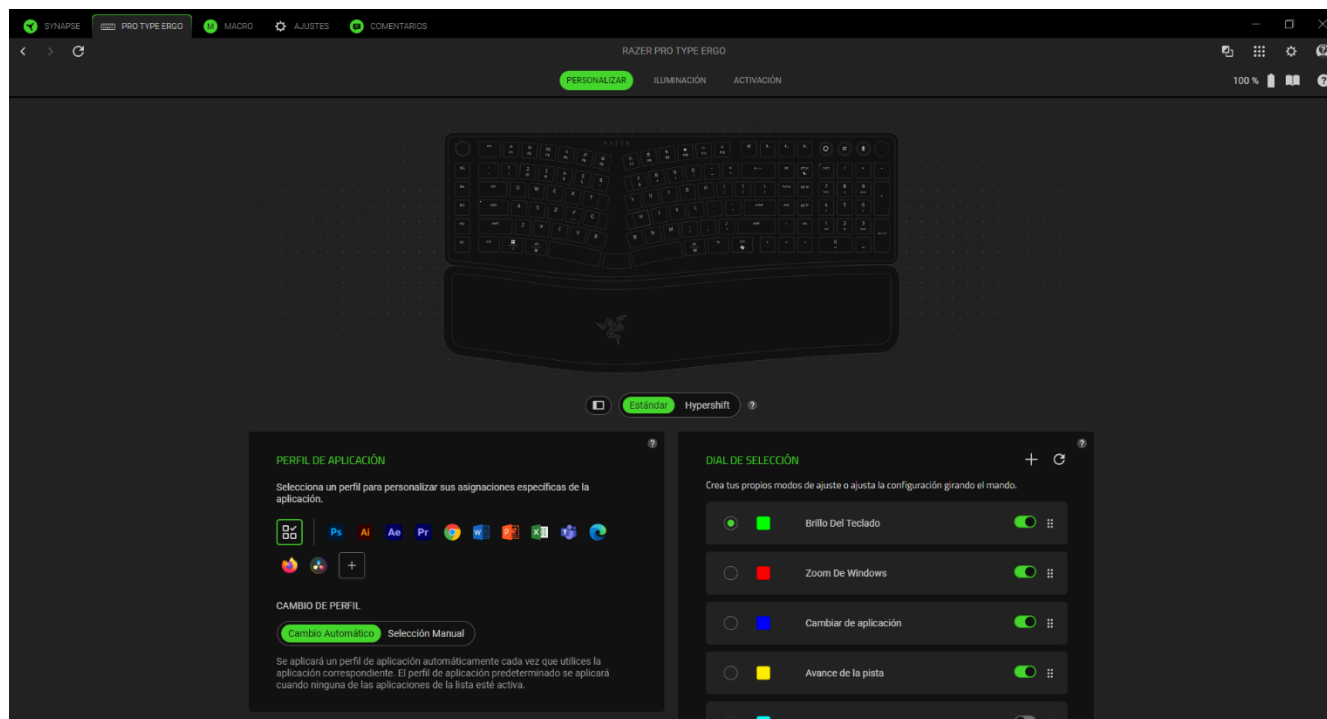 SYNAPSE PRO TYPE ERGO MACRO AJUSTES COMENTARIOS
RAZER PRO TYPE ERGO
PERSONALIZAR ILUMINACIÓN ACTIVACIÓN
100 %
RAZER
Estándar Hypershift
PERFIL DE APLICACIÓN
Selecciona un perfil para personalizar sus asignaciones específicas de la
aplicación.
Ps Ai Ae Pr
CAMBIO DE PERFIL
Cambio Automático Selección Manual
Se aplicará un perfil de aplicación automáticamente cada vez que utilices la
aplicación correspondiente. El perfil de aplicación predeterminado se aplicará
cuando ninguna de las aplicaciones de la lista esté activa.
DIAL DE SELECCIÓN
Crea tus propios modos de ajuste o ajusta la configuración girando el mando.
Brillo Del Teclado
Zoom De Windows
Cambiar de aplicación
Avance de la pista